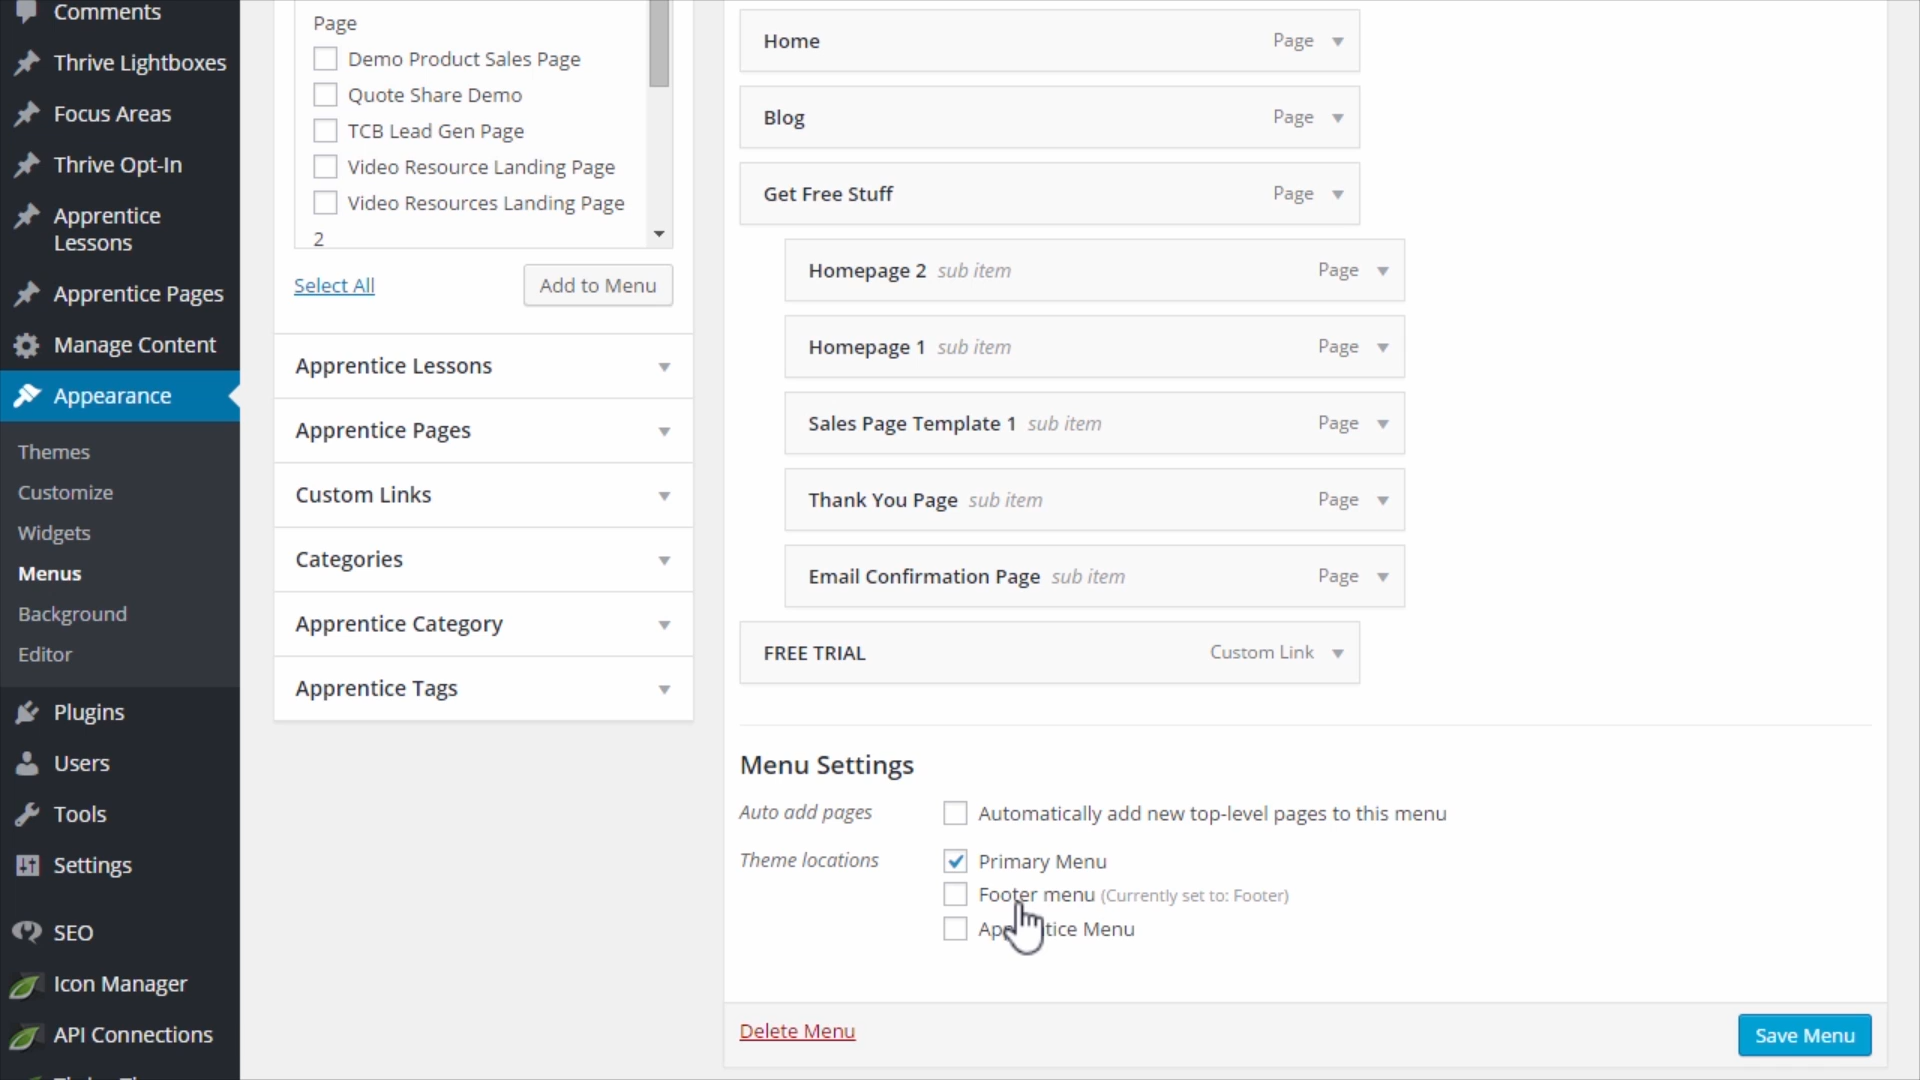 Comments
Thrive Lightboxes
Focus Areas
Thrive Opt-In
Apprentice
Lessons
Apprentice Pages
Manage Content
Appearance
Themes
Customize
Widgets
Menus
Background
Editor
Plugins
Users
Tools
Settings
SEO
Icon Manager
API Connections
Page
Demo Product Sales Page
Quote Share Demo
TCB Lead Gen Page
Video Resource Landing Page
Video Resources Landing Page
2
Select All
Add to Menu
Apprentice Lessons
Apprentice Pages
Custom Links
Categories
Apprentice Category
Apprentice Tags
Home Page
Blog Page
Get Free Stuff Page
Homepage 2 sub item Page
Homepage 1 sub item Page
Sales Page Template 1 sub item Page
Thank You Page sub item Page
Email Confirmation Page sub item Page
FREE TRIAL Custom Link
Menu Settings
Auto add pages Automatically add new top-level pages to this menu
Theme locations Primary Menu
Footer menu (Currently set to: Footer)
Apprentice Menu
Delete Menu
Save Menu